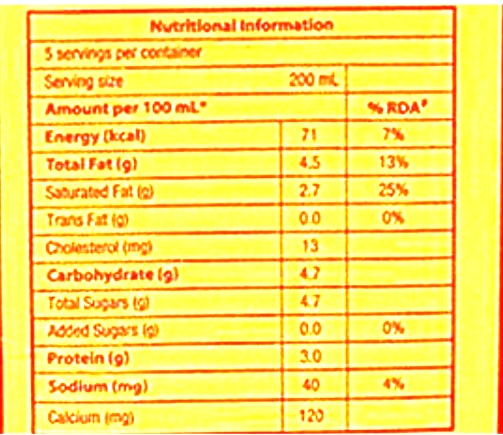 Nutritional Information
5 servings per container
Serving size 200 mL
Amount per 100 mL* % RDA#
Energy (kcal) 71 7%
Total Fat (g) 4.5 13%
Saturated Fat (g) 2.7 25%
Trans Fat (g) 0.0 0%
Cholesterol (mg) 13
Carbohydrate (g) 4.7
Total Sugars (g) 4.7
Added Sugars (g) 0.0 0%
Protein (g) 3.0
Sodium (mg) 40 4%
Calcium (mg) 120